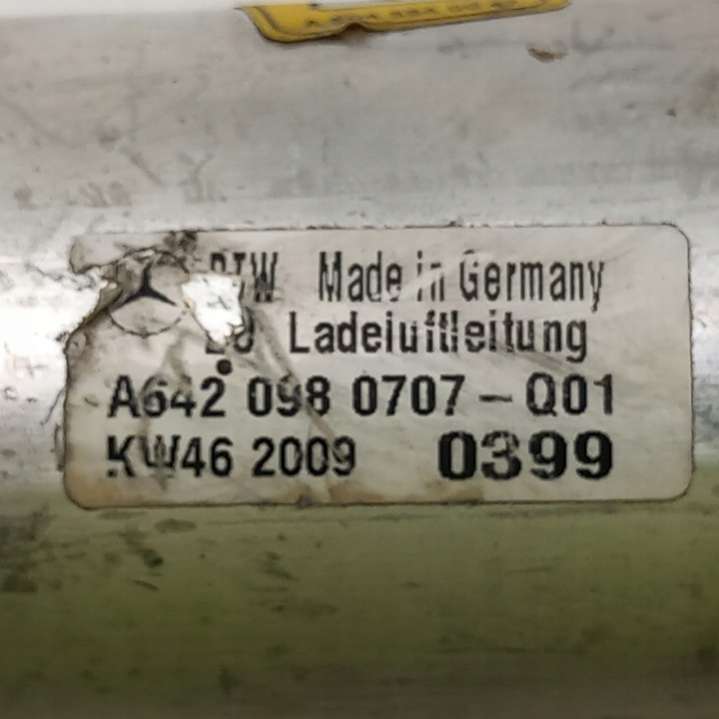 Made in Germany
Ladeluftleitung
A642 098 0707-Q01
KW46 2009 0399